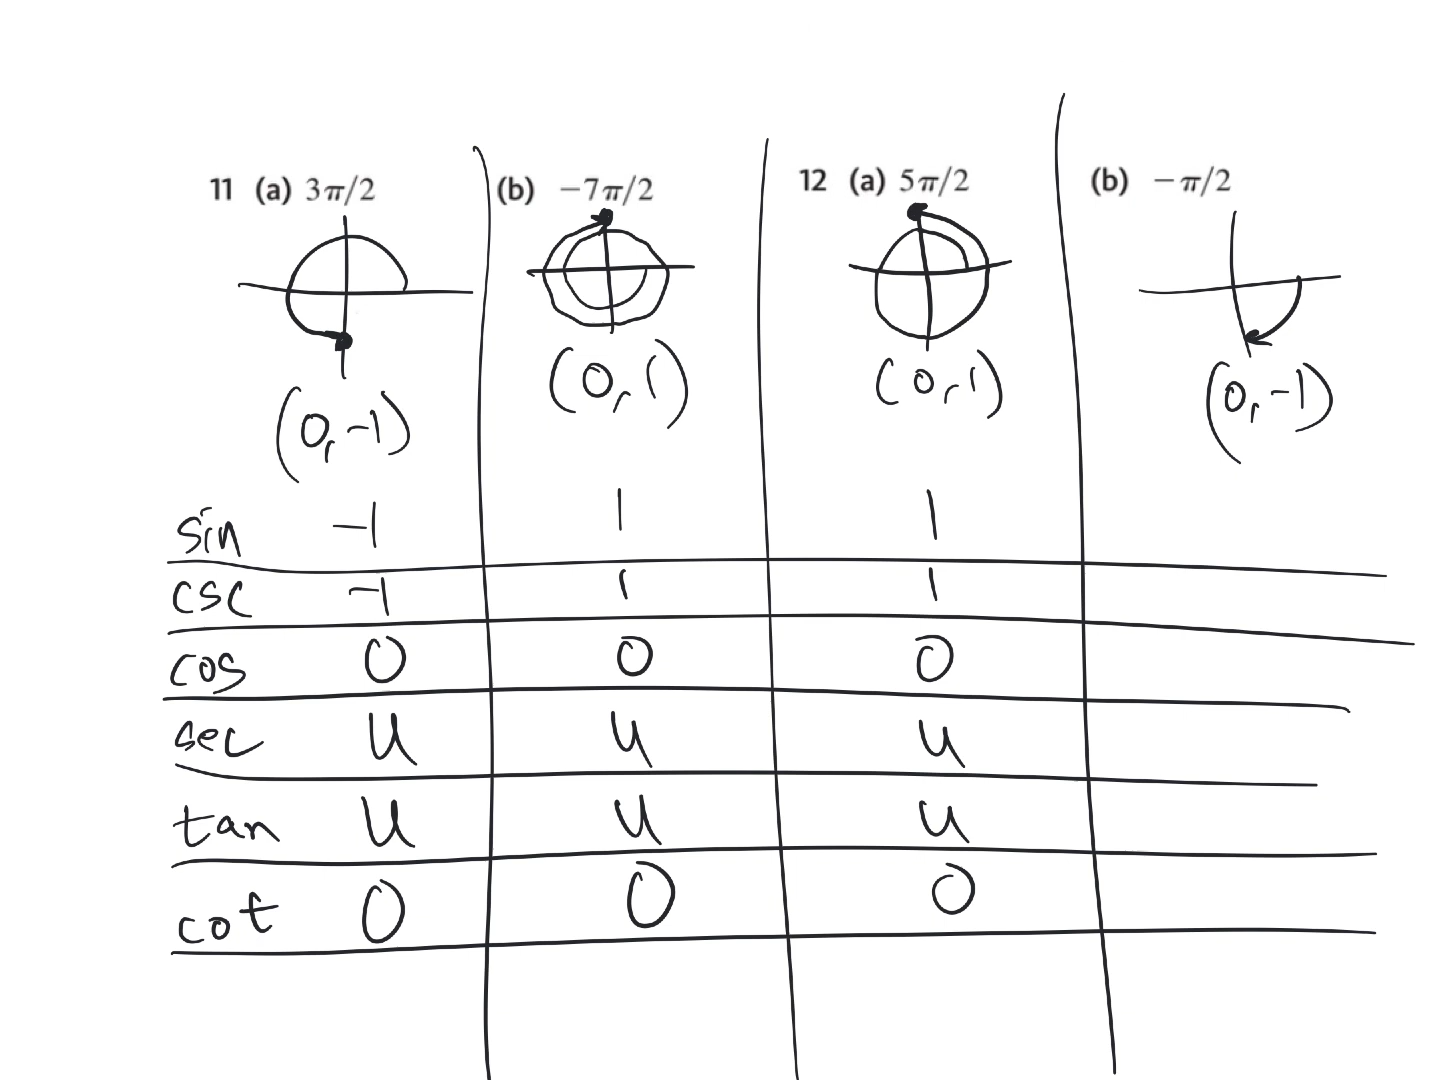 11 (a) 3π/2 (b) −7π/2 12 (a) 5π/2 (b) −π/2
(0,-1) (0,1) (0,1) (0,-1)
sin -1 1 1
csc -1 1 1
cos 0 0 0
sec U U U
tan U U U
cot 0 0 0